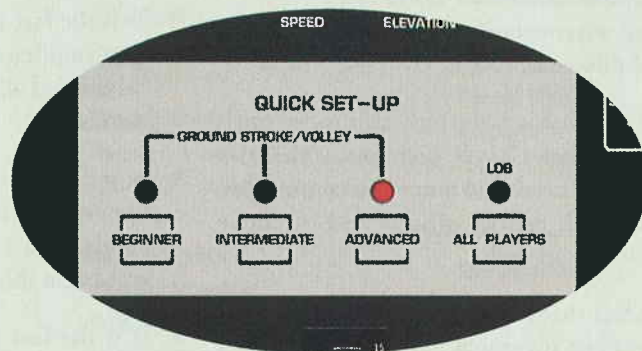 SPEED ELEVATION
QUICK SET-UP
GROUND STROKE/VOLLEY
LOB
BEGINNER INTERMEDIATE ADVANCED ALL PLAYERS